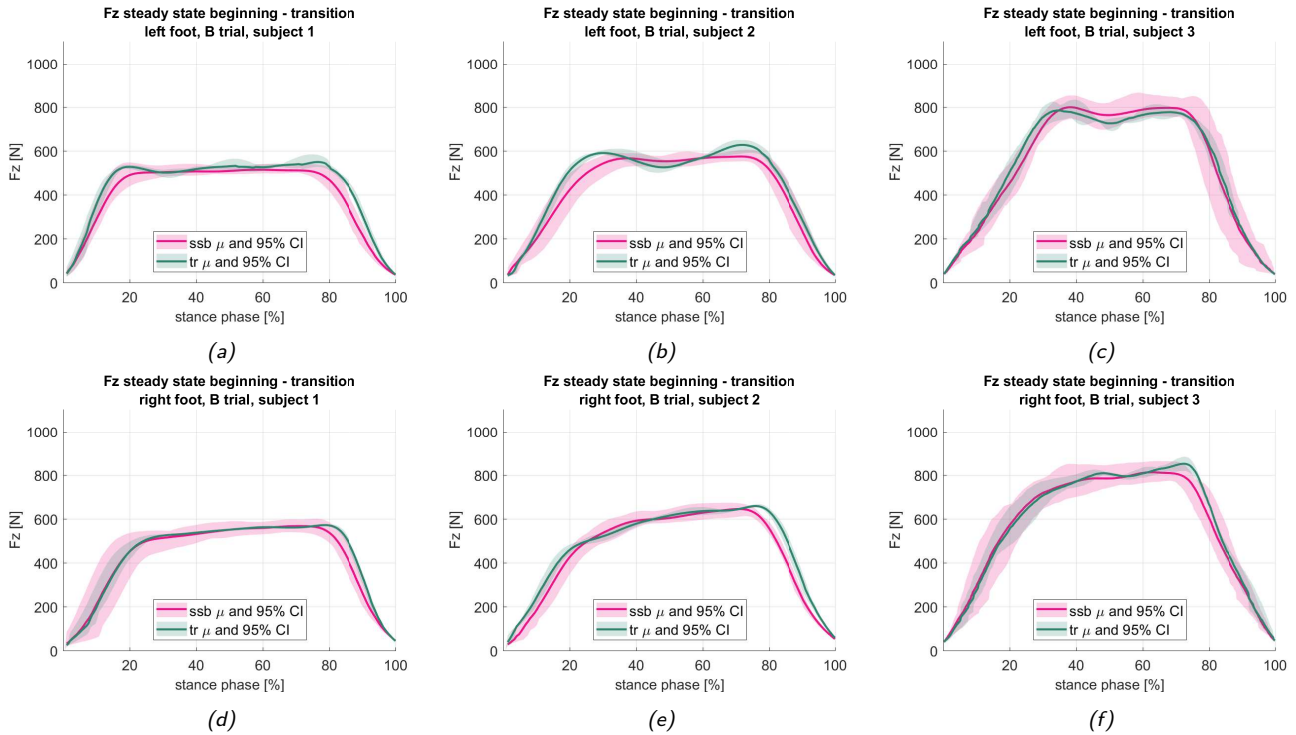 Fz steady state beginning - transition
left foot, B trial, subject 1
1000
800
600
400
200
0
Fz [N]
ssb μ and 95% CI
tr μ and 95% CI
20 40 60 80 100
stance phase [%]
(a)
Fz steady state beginning - transition
left foot, B trial, subject 2
1000
800
600
400
200
0
Fz [N]
ssb μ and 95% CI
tr μ and 95% CI
20 40 60 80 100
stance phase [%]
(b)
Fz steady state beginning - transition
left foot, B trial, subject 3
1000
800
600
400
200
0
Fz [N]
ssb μ and 95% CI
tr μ and 95% CI
20 40 60 80 100
stance phase [%]
(c)
Fz steady state beginning - transition
right foot, B trial, subject 1
1000
800
600
400
200
0
Fz [N]
ssb μ and 95% CI
tr μ and 95% CI
20 40 60 80 100
stance phase [%]
(d)
Fz steady state beginning - transition
right foot, B trial, subject 2
1000
800
600
400
200
0
Fz [N]
ssb μ and 95% CI
tr μ and 95% CI
20 40 60 80 100
stance phase [%]
(e)
Fz steady state beginning - transition
right foot, B trial, subject 3
1000
800
600
400
200
0
Fz [N]
ssb μ and 95% CI
tr μ and 95% CI
20 40 60 80 100
stance phase [%]
(f)